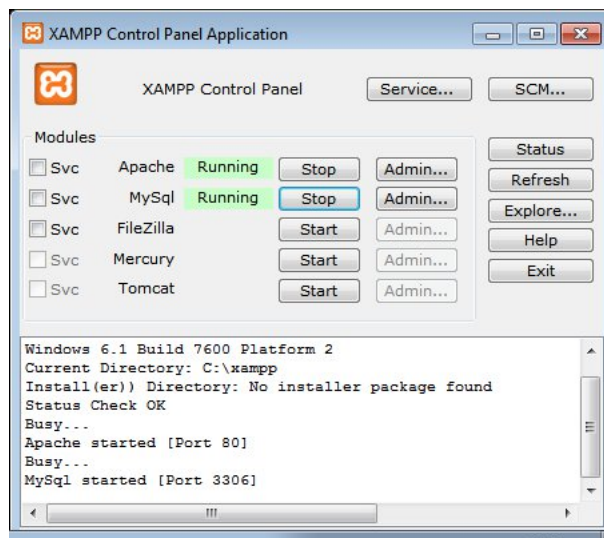 XAMPP Control Panel Application
XAMPP Control Panel Service... SCM...
Modules
Svc Apache Running Stop Admin...
Svc MySql Running Stop Admin...
Svc FileZilla Start Admin...
Svc Mercury Start Admin...
Svc Tomcat Start Admin...
Status
Refresh
Explore...
Help
Exit
Windows 6.1 Build 7600 Platform 2
Current Directory: C:\xampp
Install(er)) Directory: No installer package found
Status Check OK
Busy...
Apache started [Port 80]
Busy...
MySql started [Port 3306]